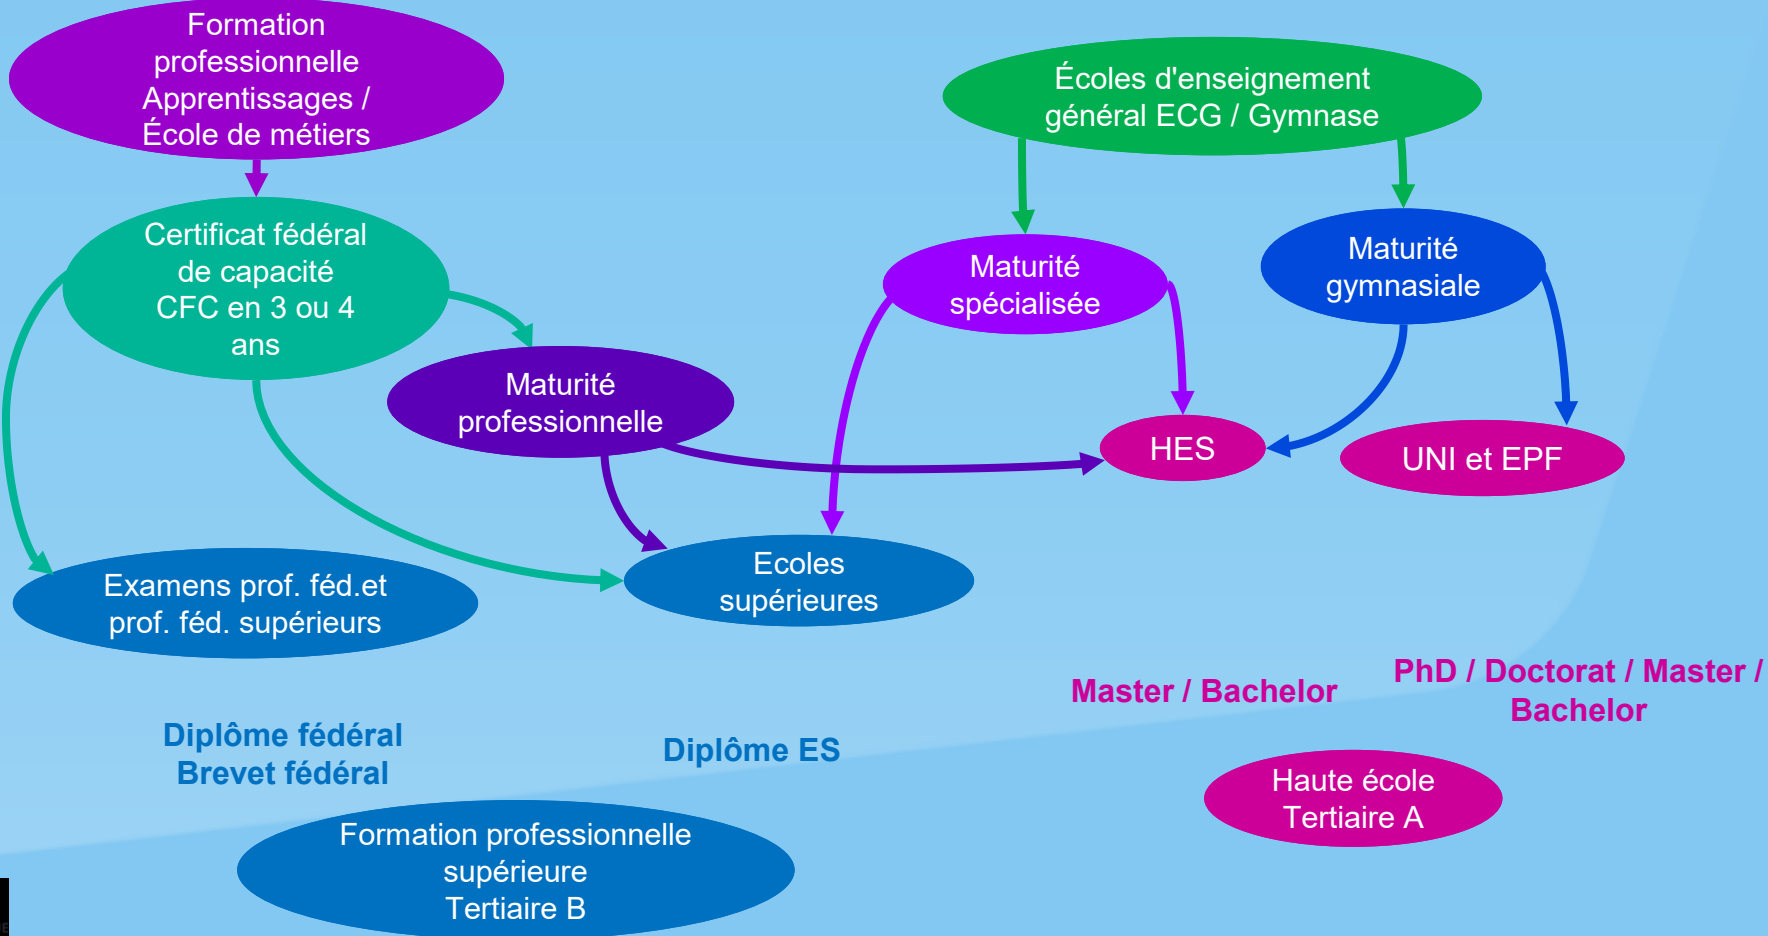 Formation
professionnelle
Apprentissages /
École de métiers
Écoles d'enseignement
général ECG / Gymnase
Certificat fédéral
de capacité
CFC en 3 ou 4
ans
Maturité
spécialisée
Maturité
gymnasiale
Maturité
professionnelle
HES
UNI et EPF
Examens prof. féd.et
prof. féd. supérieurs
Ecoles
supérieures
Master / Bachelor
PhD / Doctorat / Master /
Bachelor
Diplôme fédéral
Brevet fédéral
Diplôme ES
Haute école
Tertiaire A
Formation professionnelle
supérieure
Tertiaire B